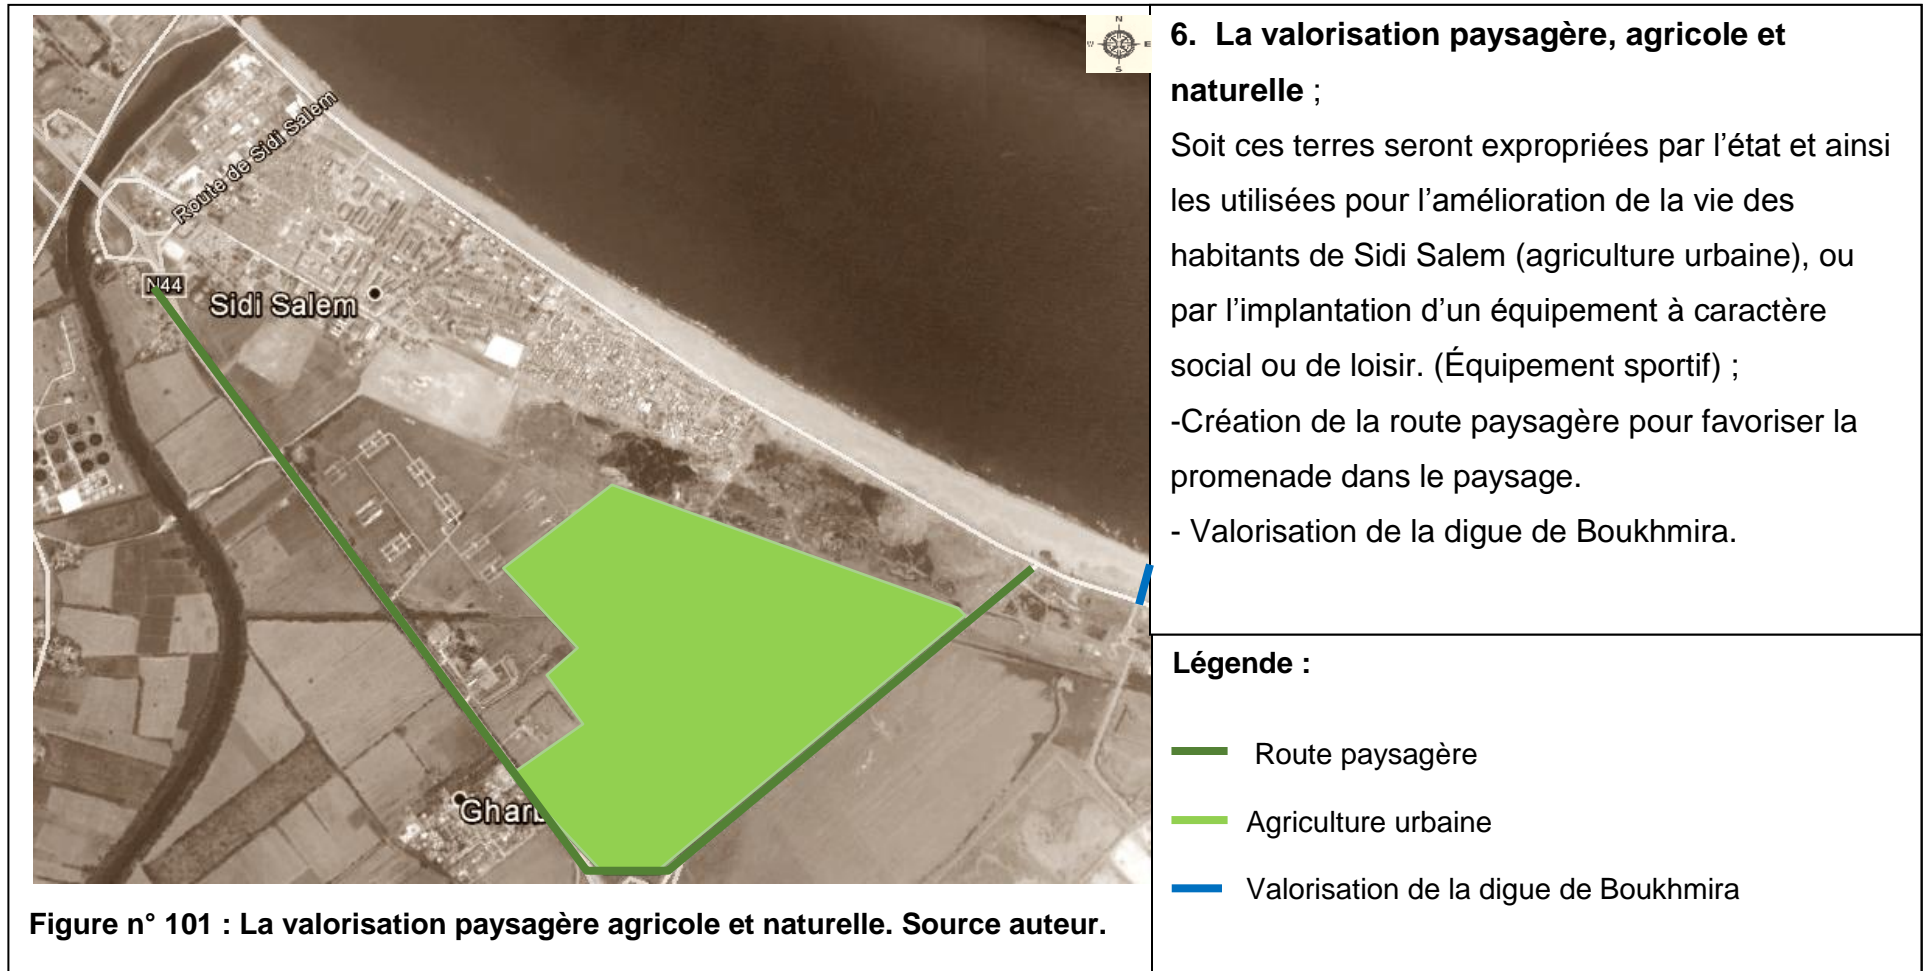 N
W E
S
Route de Sidi Salem
N44
Sidi Salem
Figure n° 101 : La valorisation paysagère agricole et naturelle. Source auteur.
6. La valorisation paysagère, agricole et
naturelle ;
Soit ces terres seront expropriées par l’état et ainsi
les utilisées pour l’amélioration de la vie des
habitants de Sidi Salem (agriculture urbaine), ou
par l’implantation d’un équipement à caractère
social ou de loisir. (Équipement sportif) ;
-Création de la route paysagère pour favoriser la
promenade dans le paysage.
- Valorisation de la digue de Boukhmira.
Légende :
Route paysagère
Agriculture urbaine
Valorisation de la digue de Boukhmira